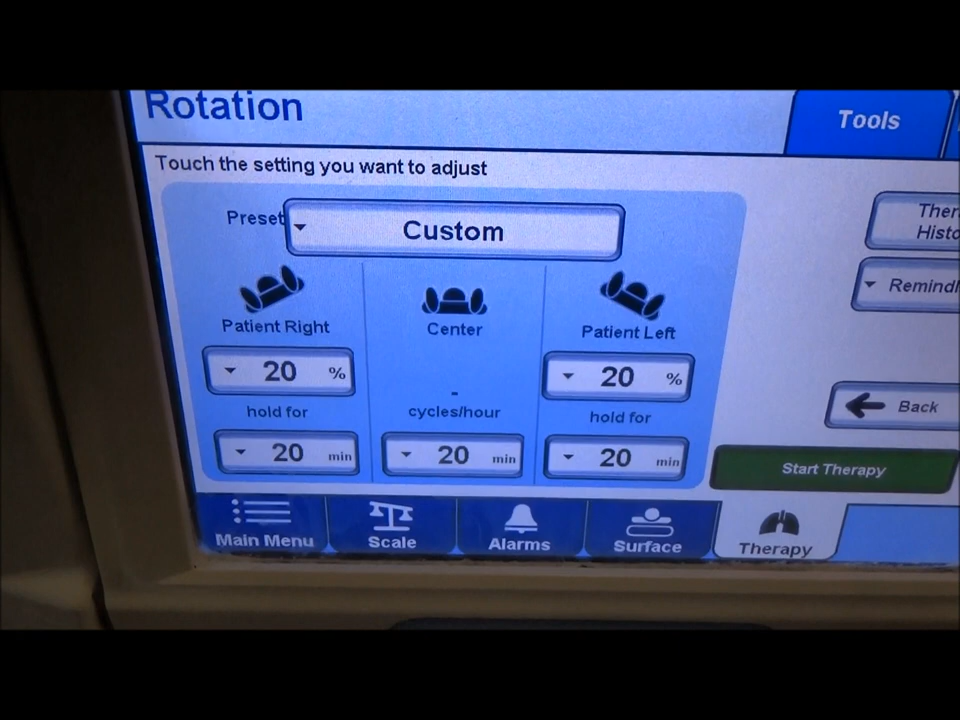 Rotation
Tools
Touch the setting you want to adjust
Preset
Custom
Patient Right
Center
Patient Left
20 %
-
20 %
hold for
cycles/hour
hold for
20 min
20 min
20 min
Back
Start Therapy
Main Menu
Scale
Alarms
Surface
Therapy